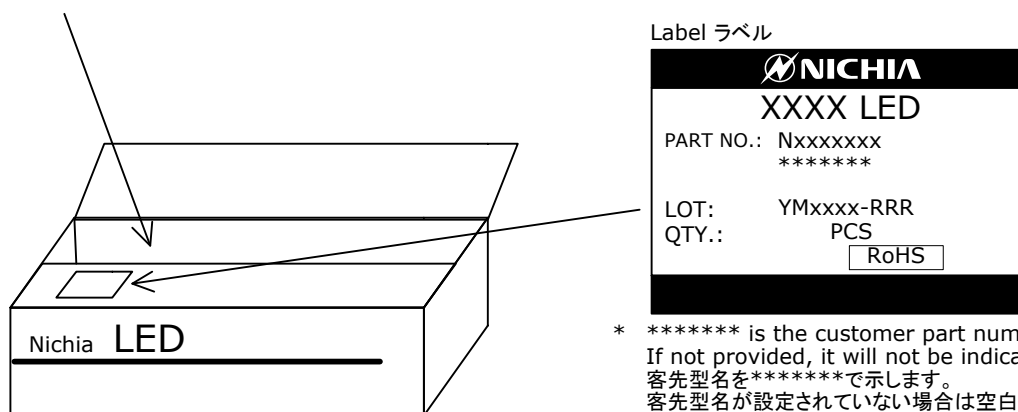 Label ラベル
NICHIA
XXXX LED
PART NO.: Nxxxxxxx
*******
LOT: YMxxxx-RRR
QTY.: PCS
RoHS
Nichia LED
* ******* is the customer part num
If not provided, it will not be indica
客先型名を*******で示します。
客先型名が設定されていない場合は空白